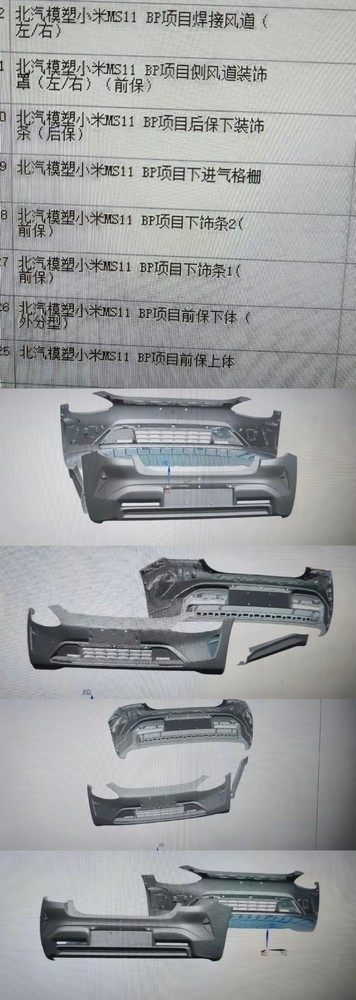 2 北汽模塑小米MS11 BP项目焊接风道(
左/右)
1 北汽模塑小米MS11 BP项目侧风道装饰
罩(左/右)(前保)
0 北汽模塑小米MS11 BP项目后保下装饰
条(后保)
9 北汽模塑小米MS11 BP项目下进气格栅
8 北汽模塑小米MS11 BP项目下饰条2(
前保)
27 北汽模塑小米MS11 BP项目下饰条1(
前保)
26 北汽模塑小米MS11 BP项目前保下体(
外分型)
25 北汽模塑小米MS11 BP项目前保上体